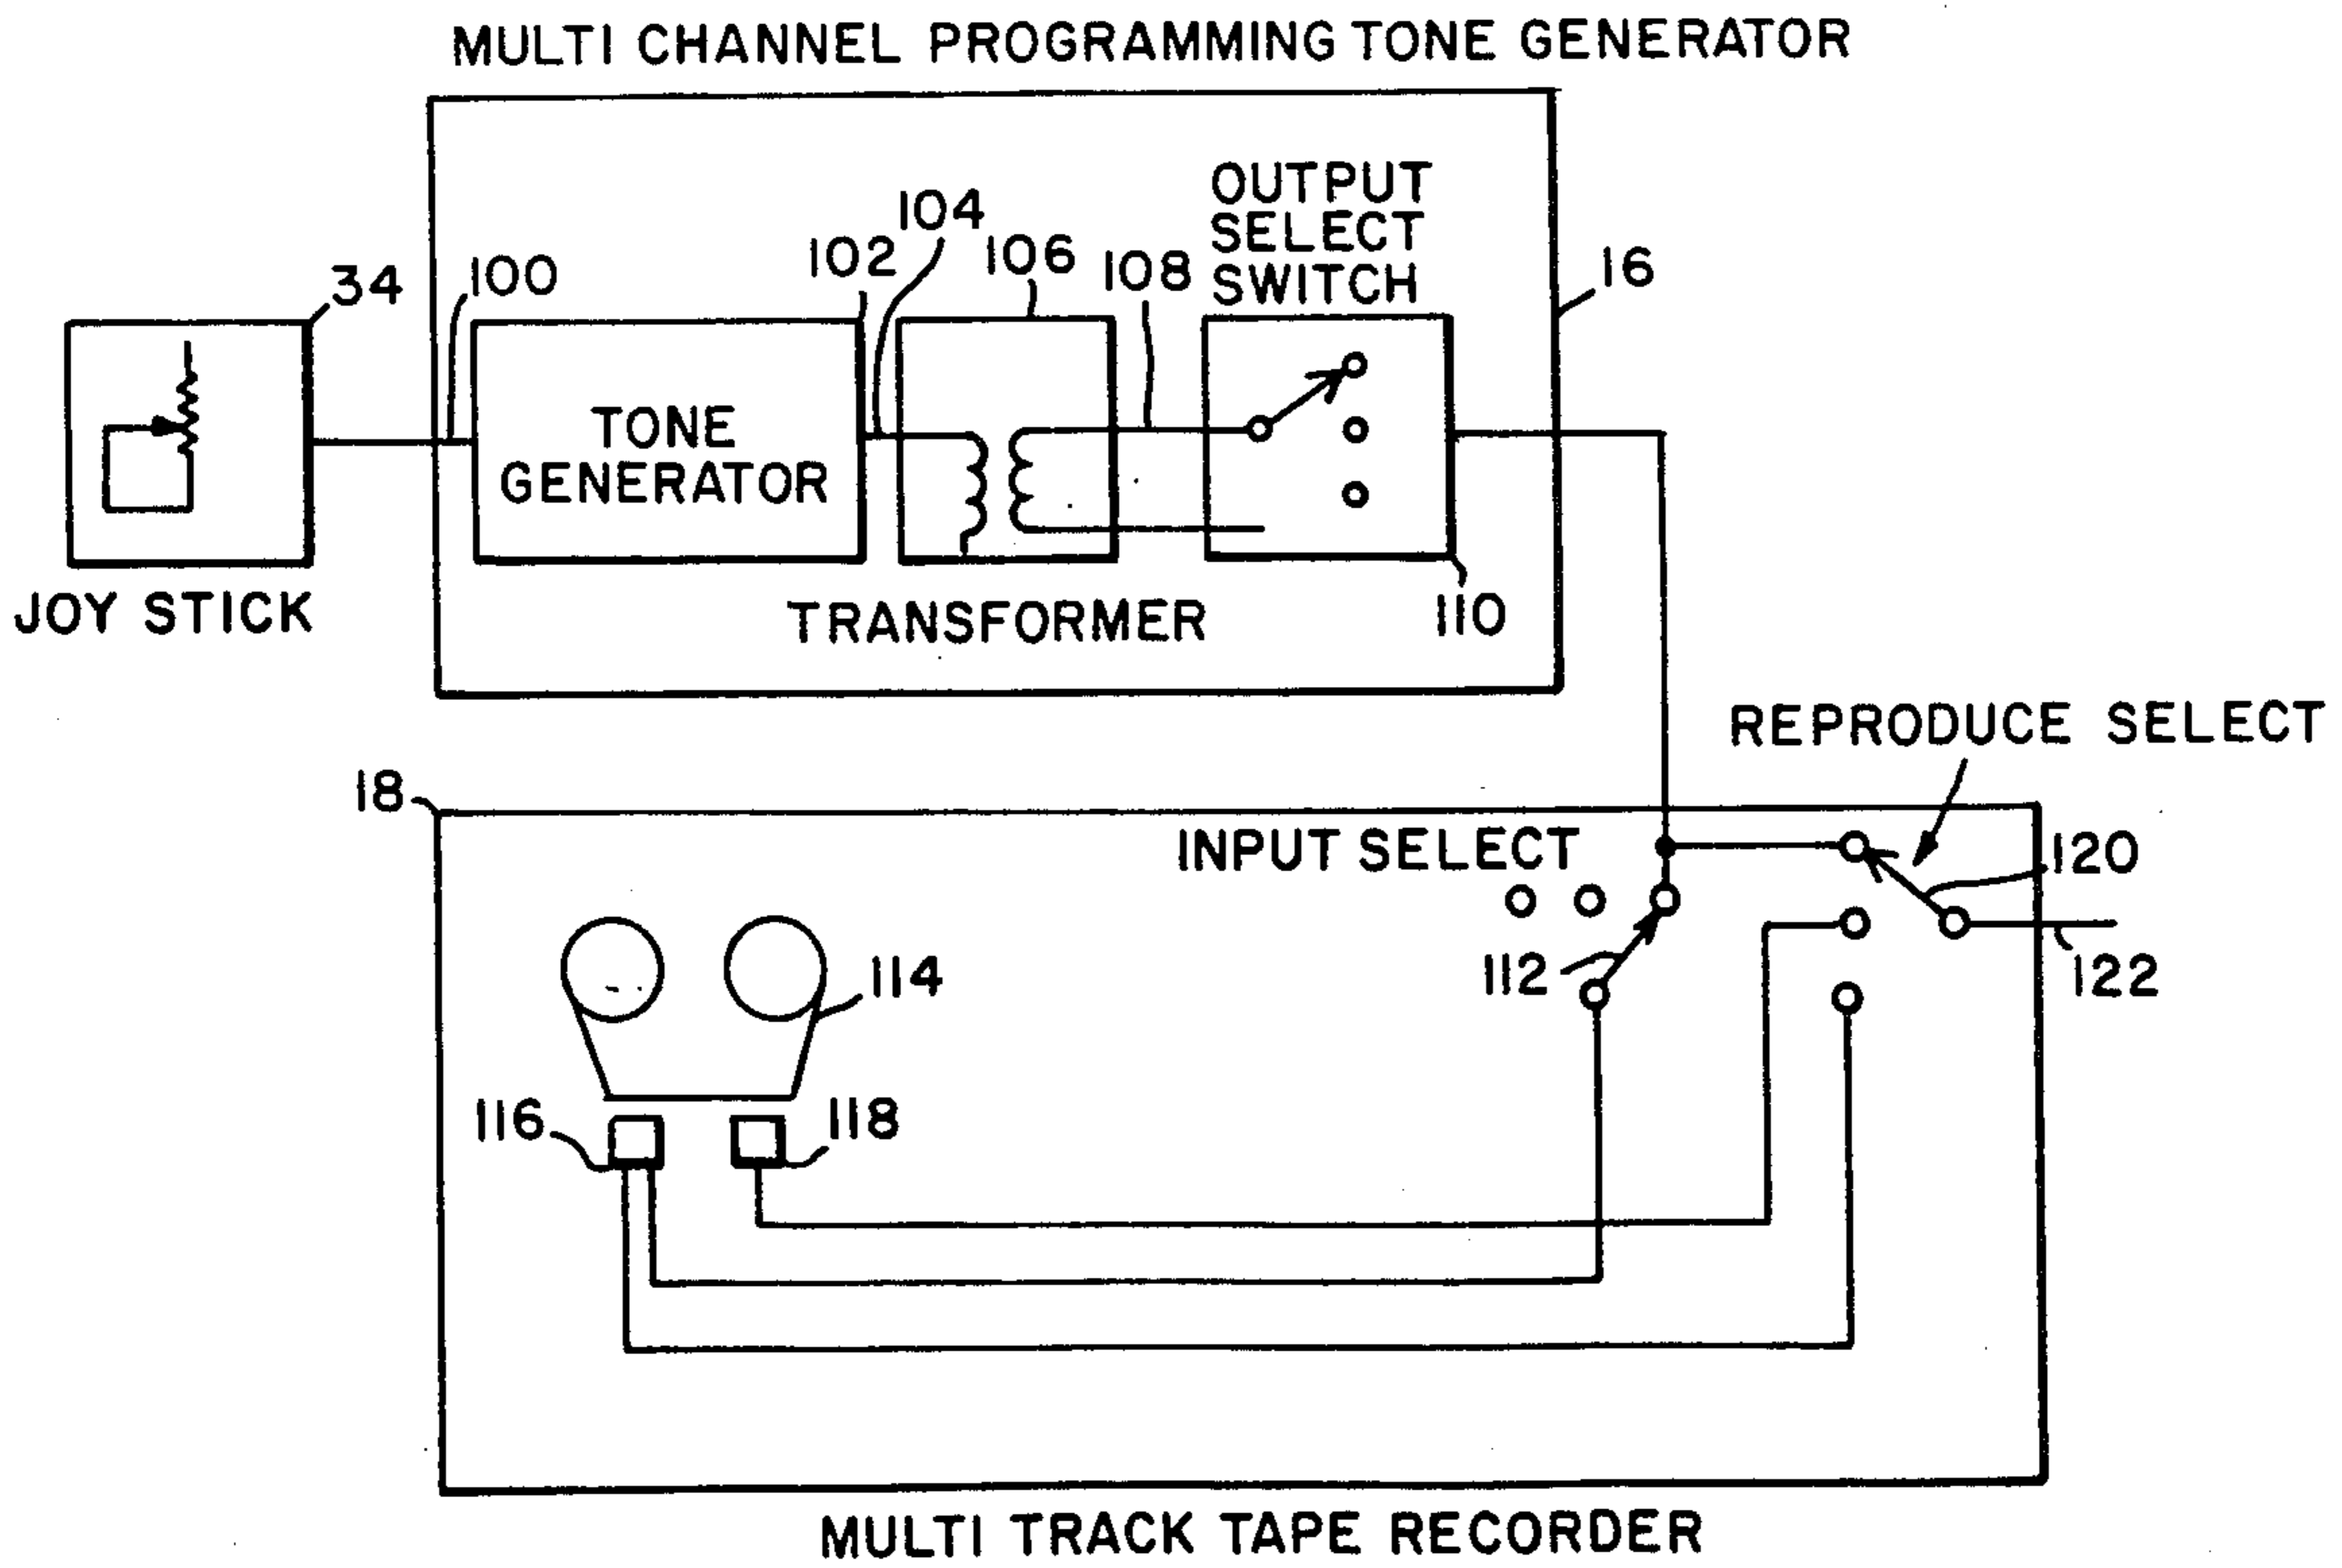 MULTI CHANNEL PROGRAMMING TONE GENERATOR
OUTPUT
SELECT
SWITCH
104
102
106
108
16
34
100
TONE
GENERATOR
JOY STICK
TRANSFORMER
110
REPRODUCE SELECT
18
INPUT SELECT
120
114
112
122
116
118
MULTI TRACK TAPE RECORDER